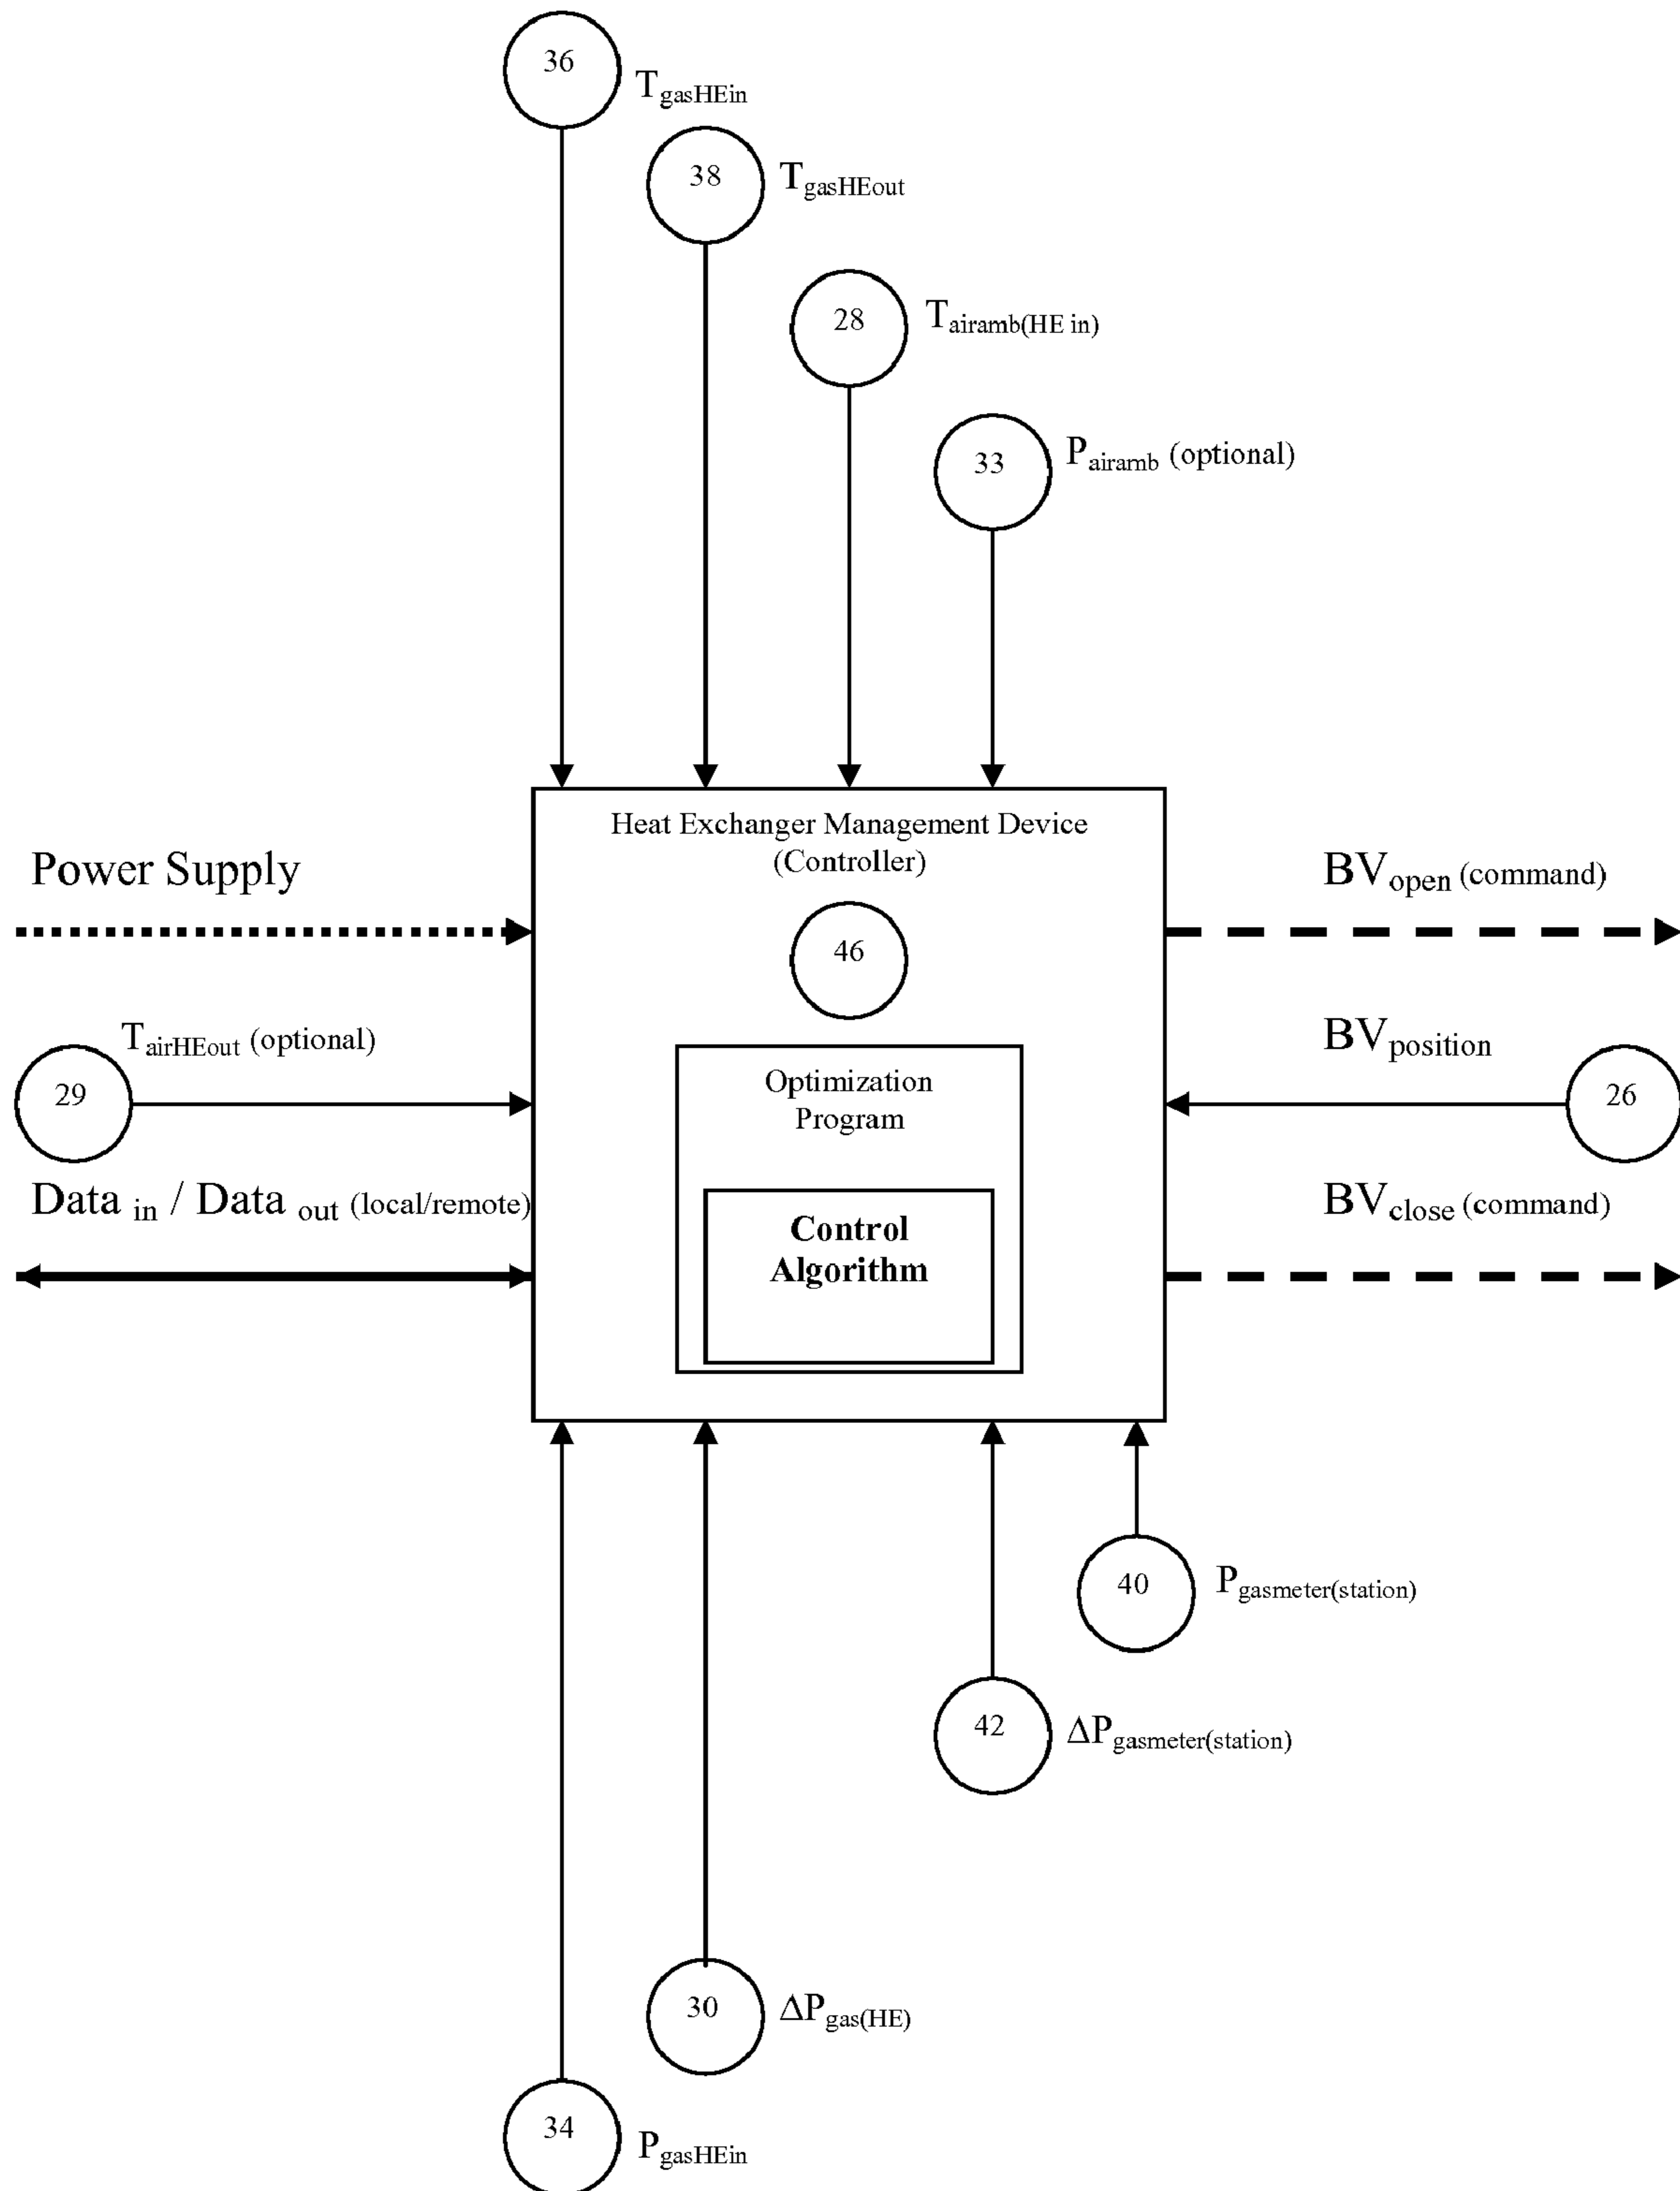 36
TgasHEin
38
TgasHEout
28
Tairamb(HE in)
33
Pairamb (optional)
Heat Exchanger Management Device
(Controller)
Power Supply
BVopen (command)
46
TairHEout (optional)
BVposition
29
26
Optimization
Program
Data in / Data out (local/remote)
BVclose (command)
Control
Algorithm
40
Pgasmeter(station)
42
ΔPgasmeter(station)
30
ΔPgas(HE)
34
PgasHEin